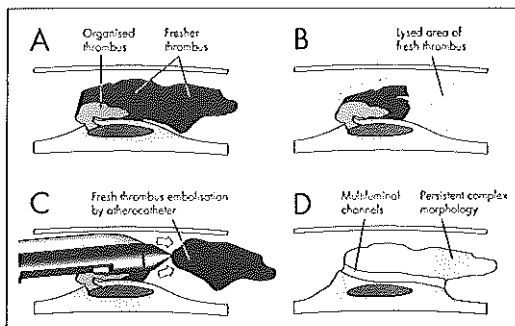 A
Organised
thrombus
Fresher
thrombus
B
Lysed area of
fresh thrombus
C
Fresh thrombus embolisation
by atherocatheter
D
Multiluminal
channels
Persistent complex
morphology